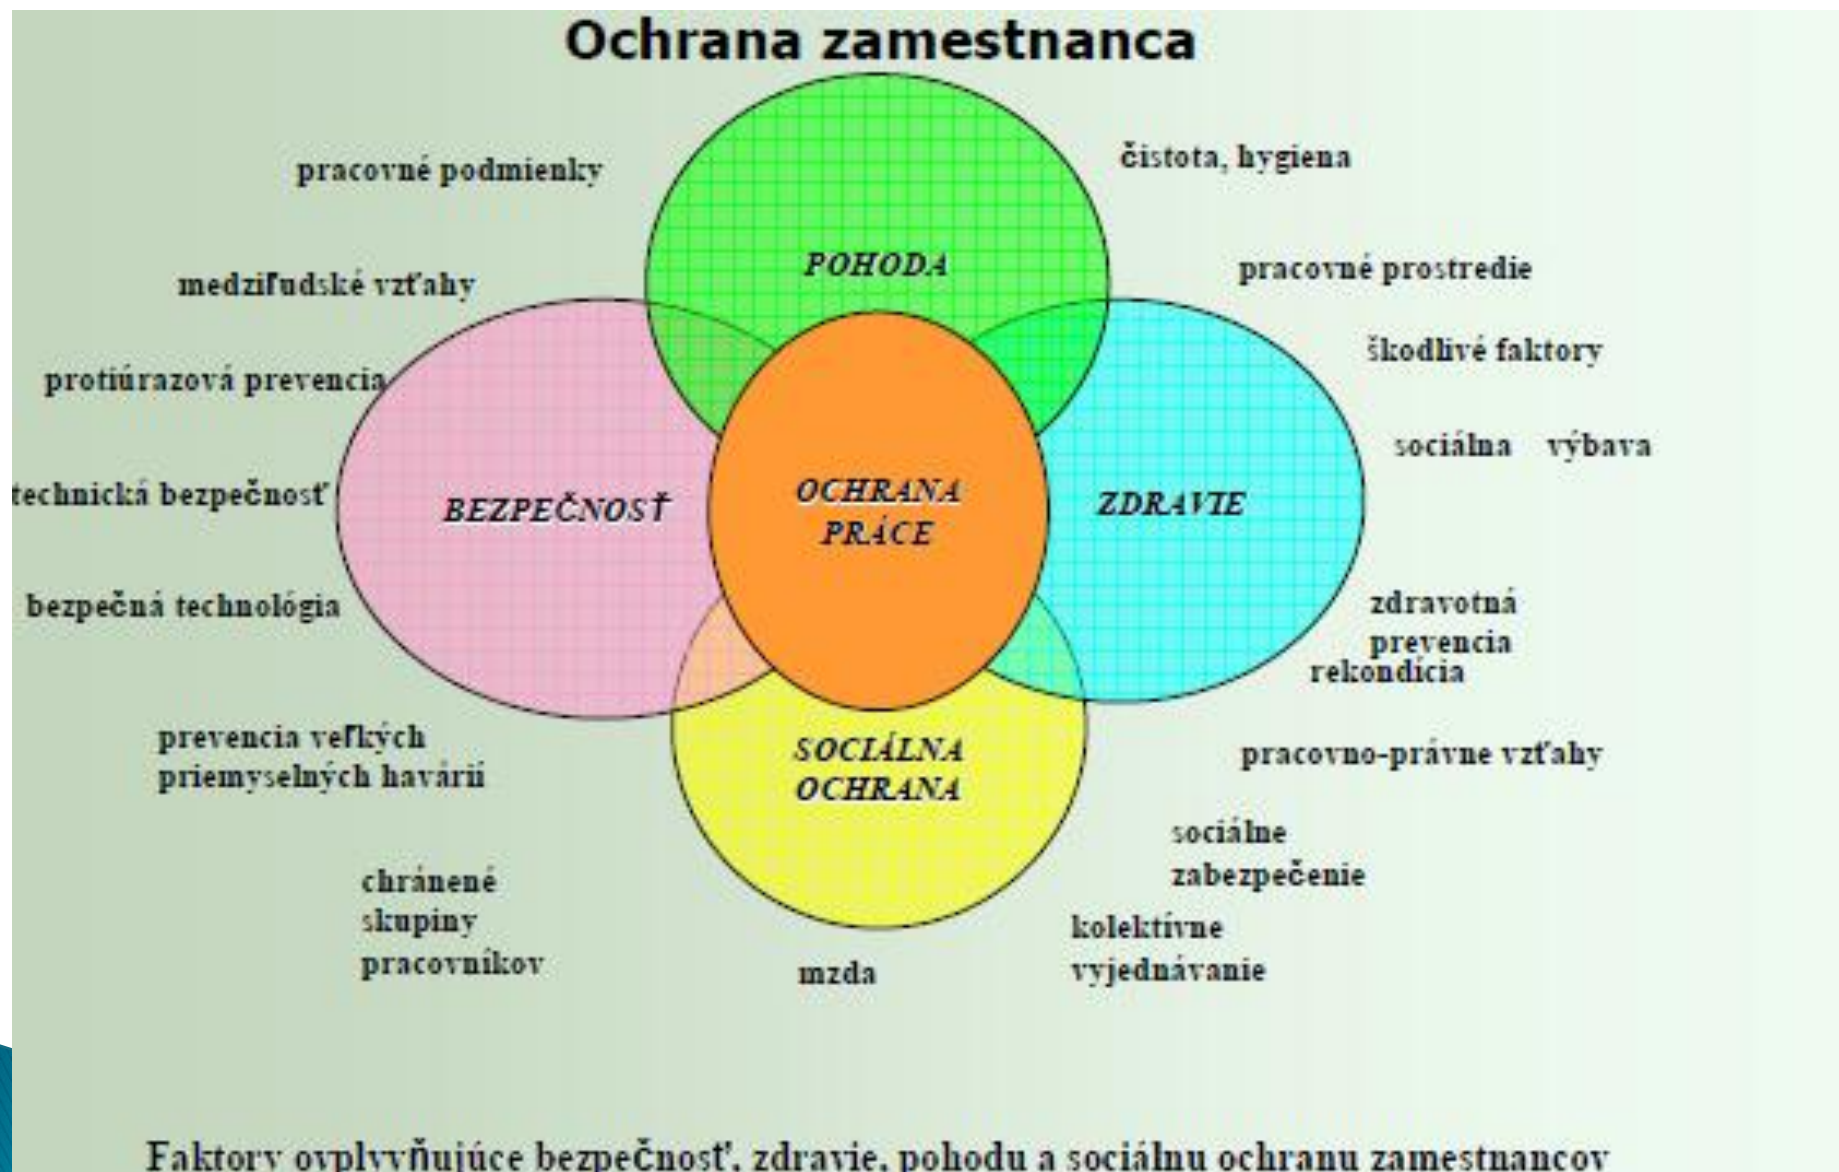 Ochrana zamestnanca
čistota, hygiena
pracovné podmienky
POHODA
pracovné prostredie
medziľudské vzťahy
škodlivé faktory
protiúrazová prevencia
sociálna výbava
technická bezpečnosť
BEZPEČNOSŤ
OCHRANA
PRÁCE
ZDRAVIE
bezpečná technológia
zdravotná
prevencia
rekondícia
prevencia veľkých
priemyselných havárií
SOCIÁLNA
OCHRANA
pracovno-právne vzťahy
sociálne
zabezpečenie
chránené
skupiny
pracovníkov
mzda
kolektívne
vyjednávanie
Faktory ovplyvňujúce bezpečnosť, zdravie, pohodu a sociálnu ochranu zamestnancov